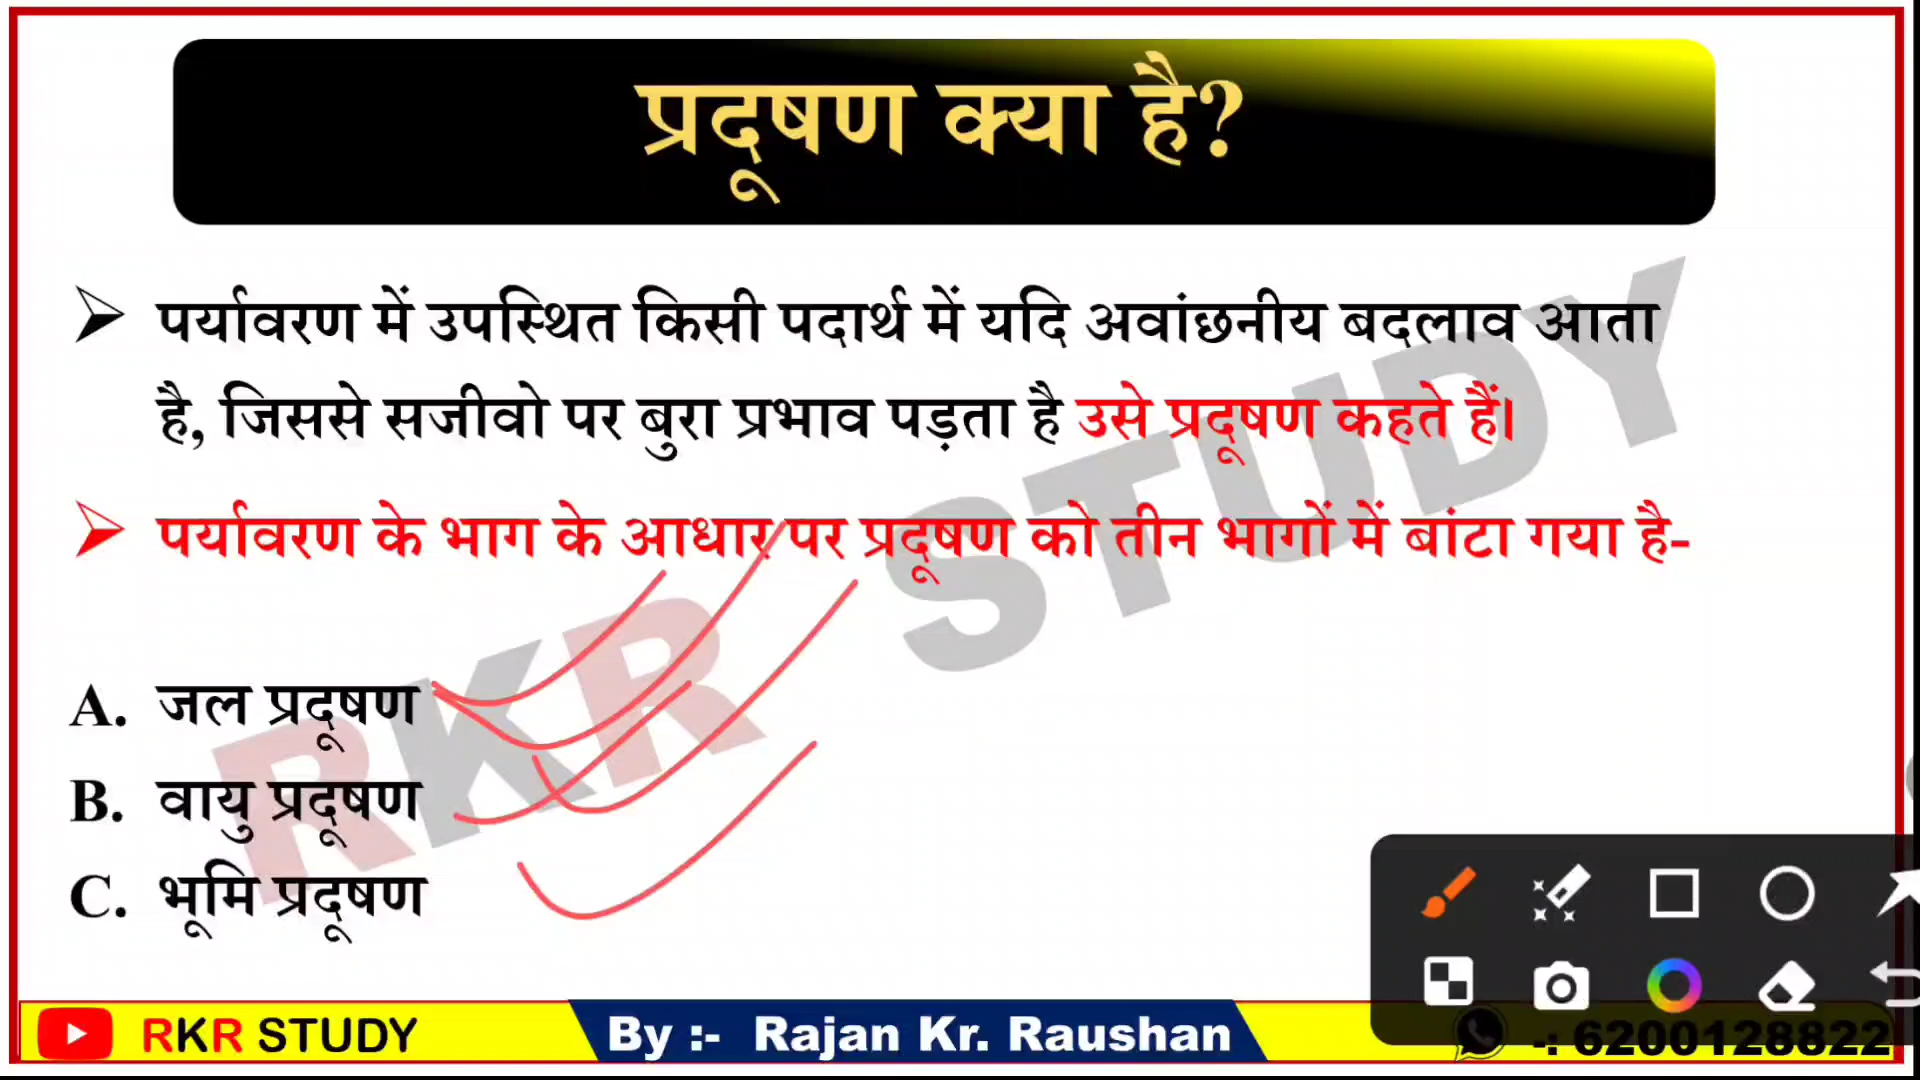 प्रदूषण क्या है?
पर्यावरण में उपस्थित किसी पदार्थ में यदि अवांछनीय बदलाव आता
है, जिससे सजीवो पर बुरा प्रभाव पड़ता है उसे प्रदूषण कहते हैं।
पर्यावरण के भाग के आधार पर प्रदूषण को तीन भागों में बांटा गया है-
A. जल प्रदूषण
B. वायु प्रदूषण
C. भूमि प्रदूषण
RKR STUDY
RKR STUDY By :- Rajan Kr. Raushan -: 6200128822